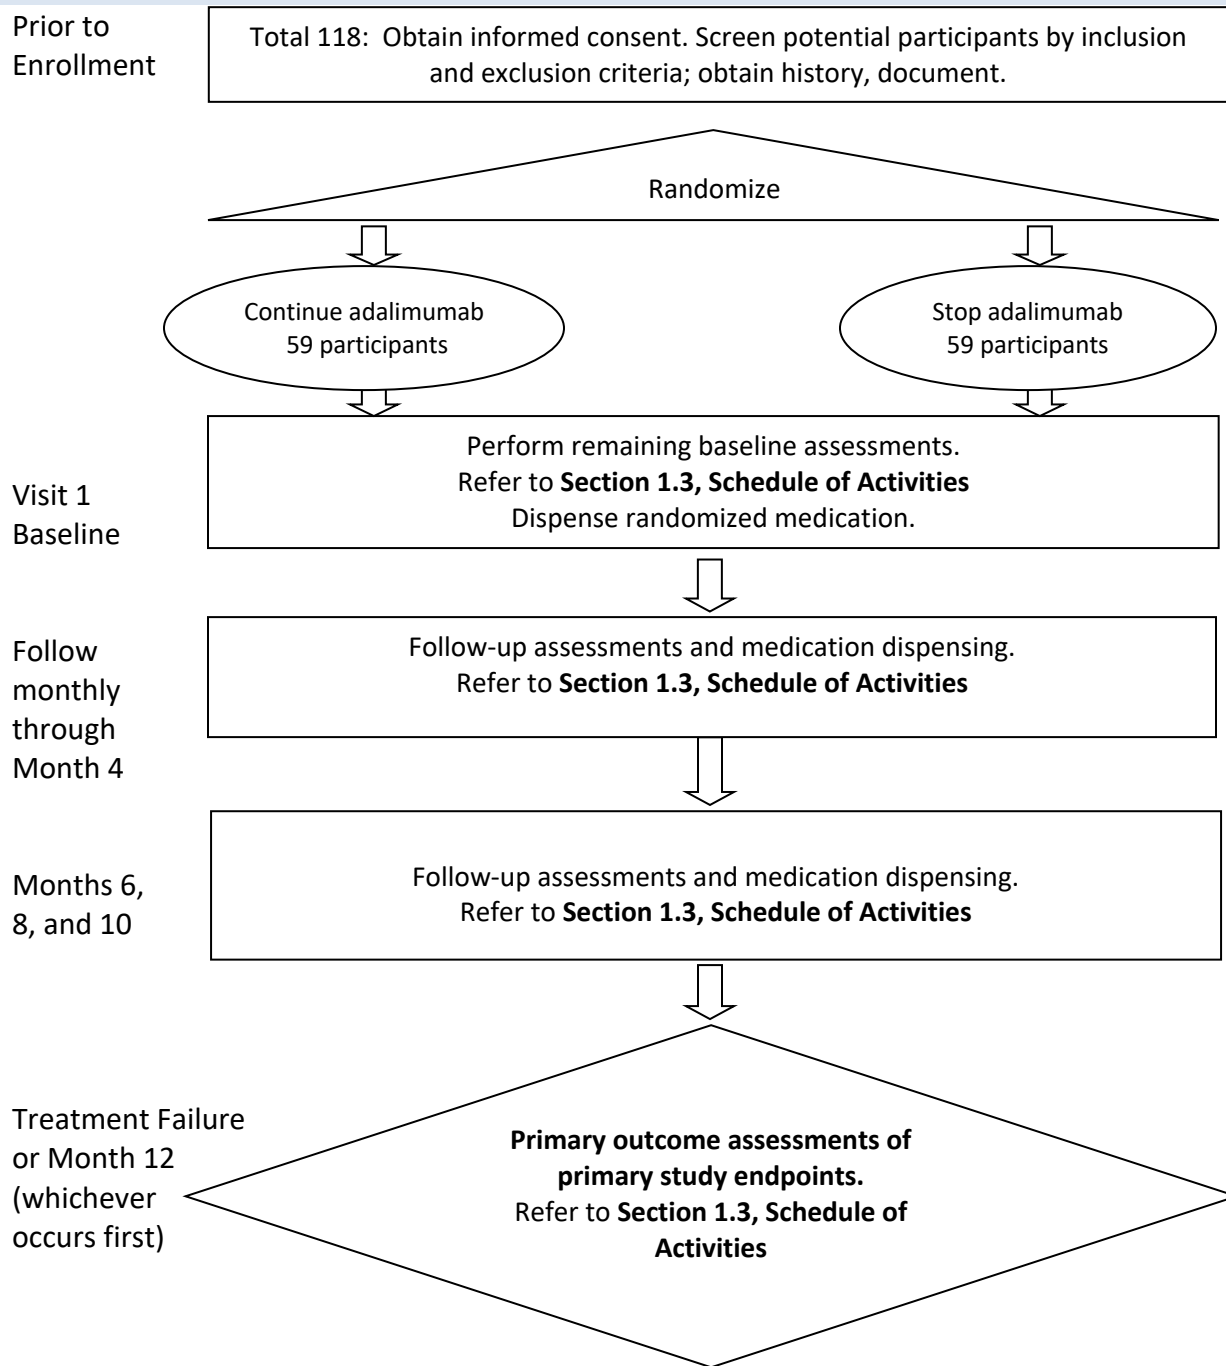 Prior to
Enrollment
Total 118:  Obtain informed consent. Screen potential participants by inclusion
and exclusion criteria; obtain history, document.
Randomize
Continue adalimumab
59 participants
Stop adalimumab
59 participants
Visit 1
Baseline
Perform remaining baseline assessments.
Refer to Section 1.3, Schedule of Activities
Dispense randomized medication.
Follow
monthly
through
Month 4
Follow-up assessments and medication dispensing.
Refer to Section 1.3, Schedule of Activities
Months 6,
8, and 10
Follow-up assessments and medication dispensing.
Refer to Section 1.3, Schedule of Activities
Treatment Failure
or Month 12
(whichever
occurs first)
Primary outcome assessments of
primary study endpoints.
Refer to Section 1.3, Schedule of
Activities